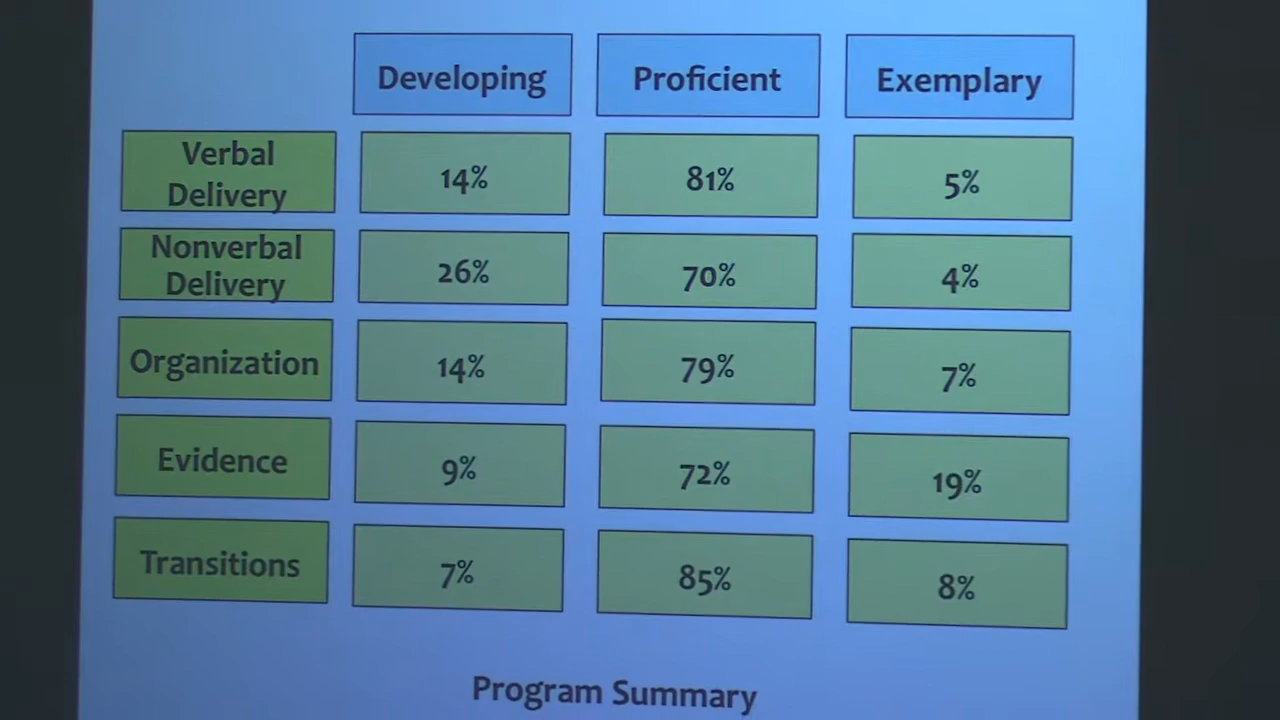 Developing Proficient Exemplary
Verbal
Delivery
14% 81% 5%
Nonverbal
Delivery
26% 70% 4%
Organization 14% 79% 7%
Evidence 9% 72% 19%
Transitions 7% 85% 8%
Program Summary